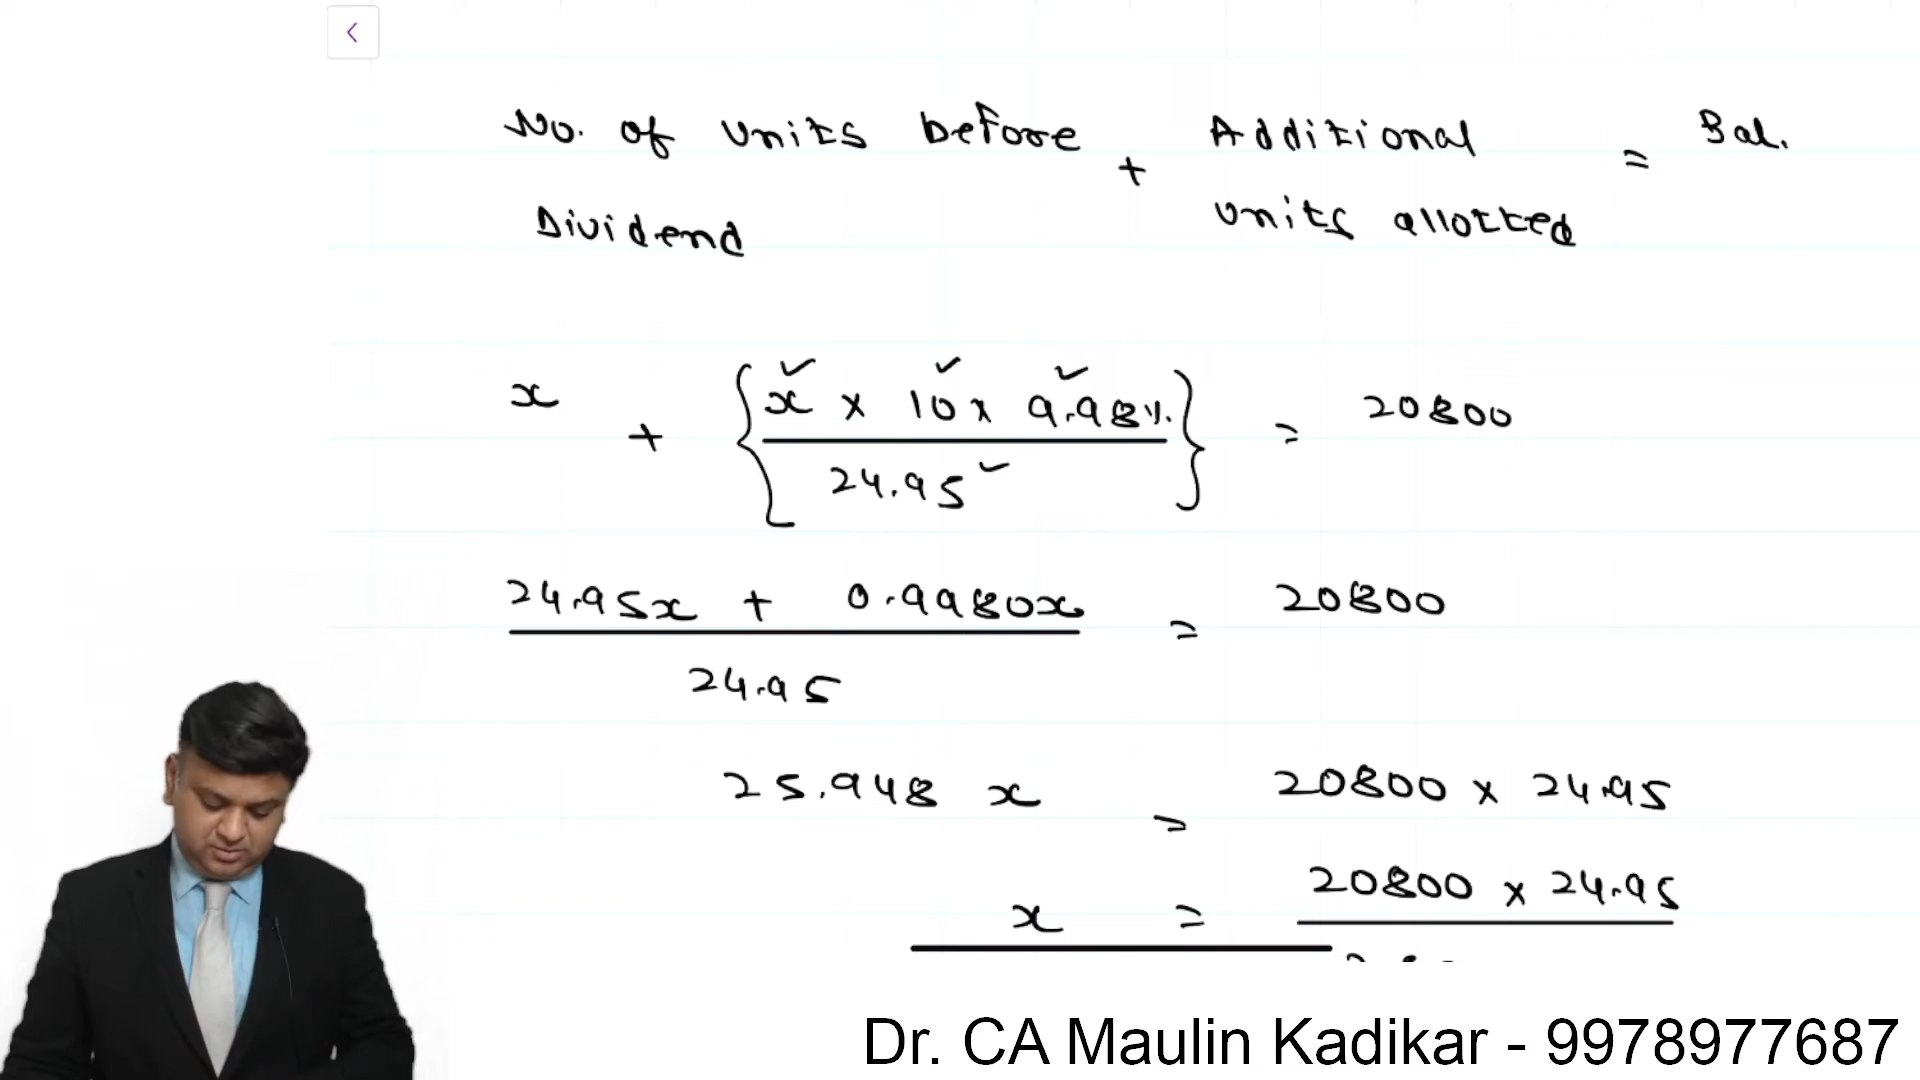 No. of units before + Additional = Bal.
Dividend units allotted
x + { x × 10 × 9.98% / 24.95 } = 20800
24.95x + 0.9980x = 20800
24.95
25.948 x = 20800 × 24.95
x = 20800 × 24.95
Dr. CA Maulin Kadikar - 9978977687